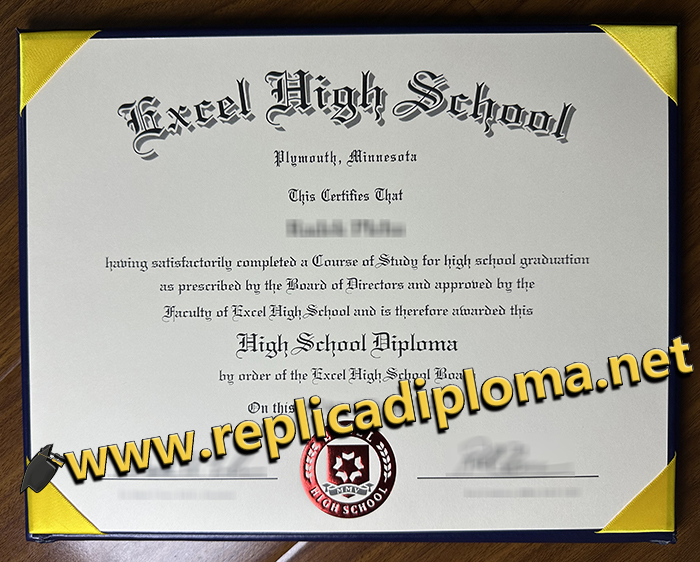 Excel High School
Plymouth, Minnesota
This Certifies That
having satisfactorily completed a Course of Study for high school graduation
as prescribed by the Board of Directors and approved by the
Faculty of Excel High School and is therefore awarded this
High School Diploma
by order of the Excel High School
On this
www.replicadiploma.net
EXCEL
MMV
HIGH SCHOOL